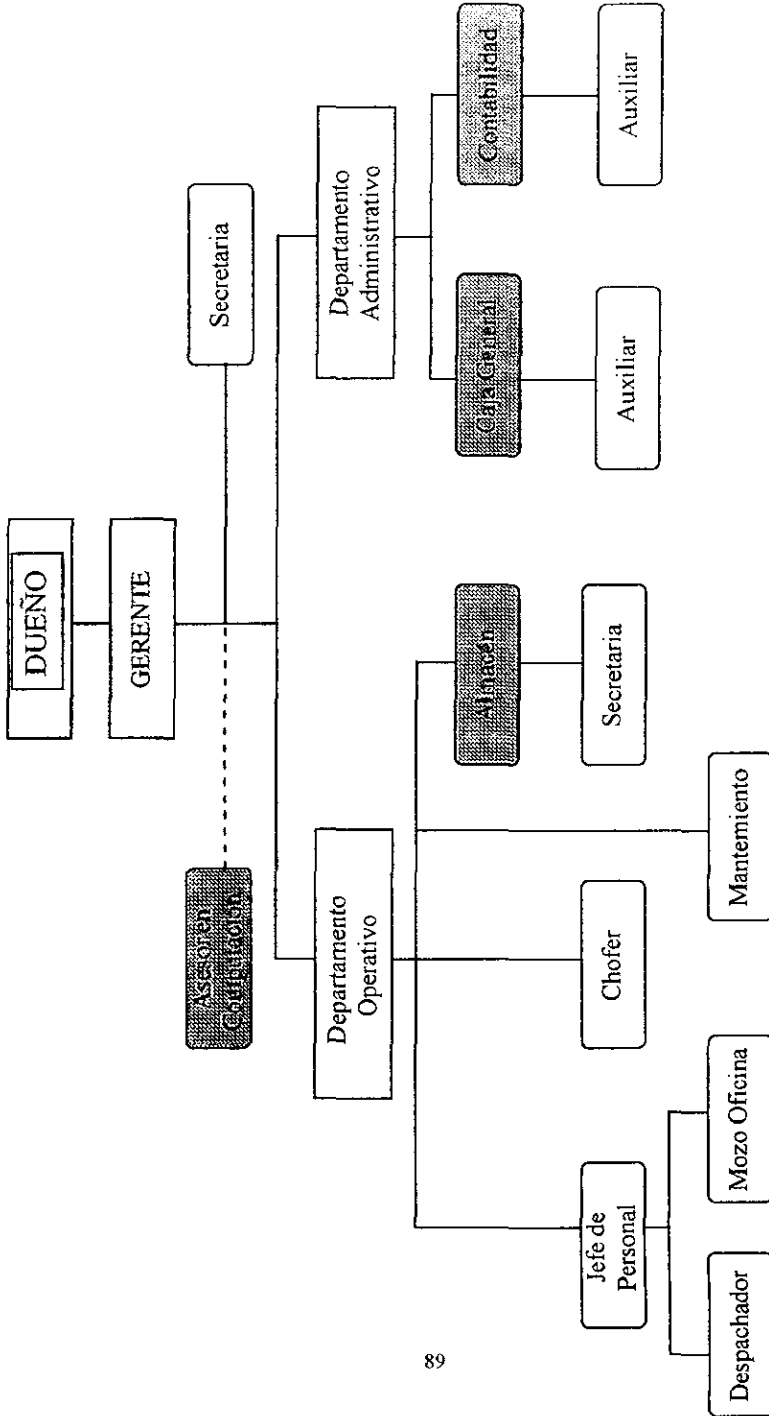 DUEÑO
GERENTE
Asesor en
Computación
Secretaria
Departamento
Operativo
Departamento
Administrativo
Almacén
Caja General
Contabilidad
Jefe de
Personal
Chofer
Secretaria
Auxiliar
Auxiliar
Despachador
Mozo Oficina
Mantemiento
89